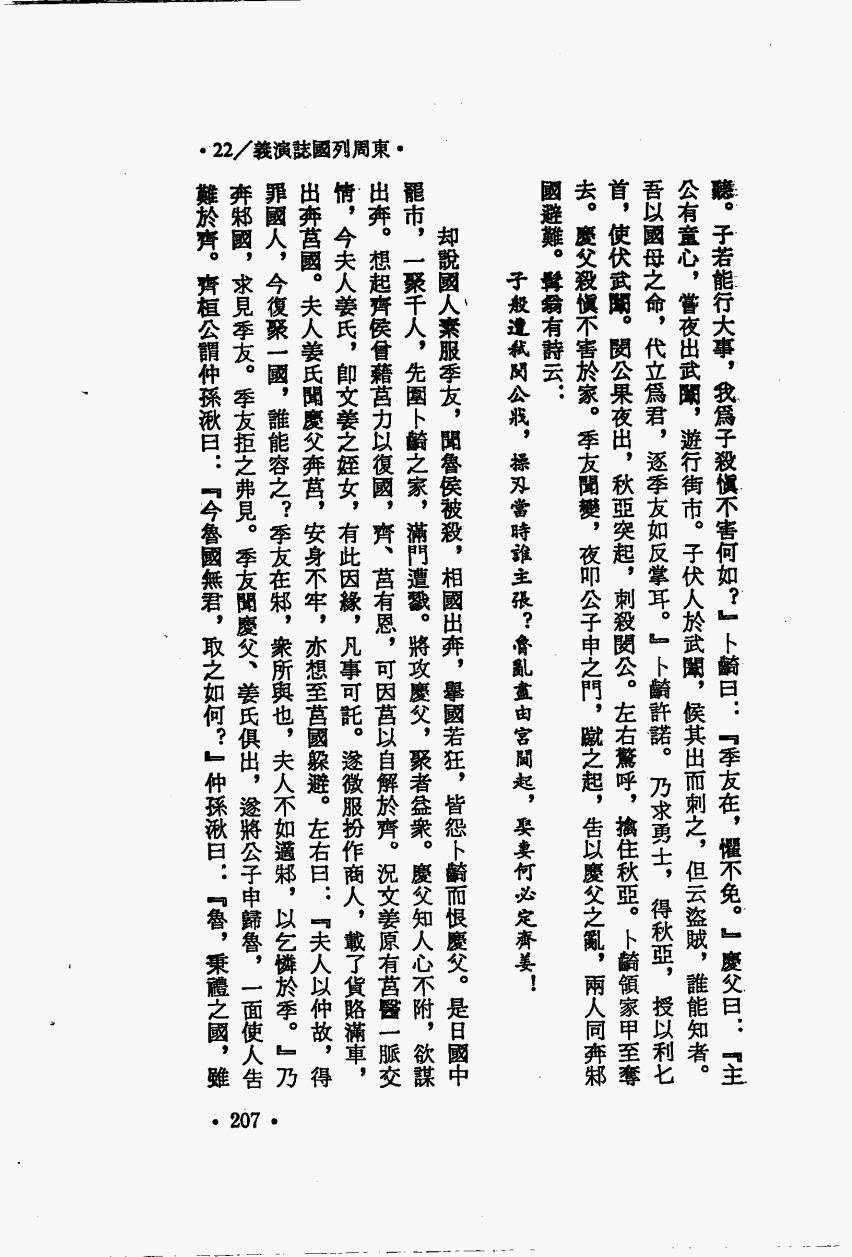 ·22／義演誌國列周東·
聽。子若能行大事，我爲子殺愼不害何如？』卜齮曰：『季友在，懼不免。』慶父曰：『主
公有童心，嘗夜出武闈，遊行街市。子伏人於武闈，候其出而刺之，但云盜賊，誰能知者。
吾以國母之命，代立爲君，逐季友如反掌耳。』卜齮許諾。乃求勇士，得秋亞，授以利匕
首，使伏武闈。閔公果夜出，秋亞突起，刺殺閔公。左右驚呼，擒住秋亞。卜齮領家甲至奪
去。慶父殺愼不害於家。季友聞變，夜叩公子申之門，蹴之起，告以慶父之亂，兩人同奔邾
國避難。髯翁有詩云：
子般遭弒閔公戕，操刃當時誰主張？魯亂盡由宮閫起，娶妻何必定齊姜！
却說國人素服季友，聞魯侯被殺，相國出奔，擧國若狂，皆怨卜齮而恨慶父。是日國中
罷市，一聚千人，先圍卜齮之家，滿門遭戮。將攻慶父，聚者益衆。慶父知人心不附，欲謀
出奔。想起齊侯曾藉莒力以復國，齊、莒有恩，可因莒以自解於齊。況文姜原有莒醫一脈交
情，今夫人姜氏，卽文姜之姪女，有此因緣，凡事可託。遂微服扮作商人，載了貨賂滿車，
出奔莒國。夫人姜氏聞慶父奔莒，安身不牢，亦想至莒國躱避。左右曰：『夫人以仲故，得
罪國人，今復聚一國，誰能容之？季友在邾，衆所與也，夫人不如適邾，以乞憐於季。』乃
奔邾國，求見季友。季友拒之弗見。季友聞慶父、姜氏俱出，遂將公子申歸魯，一面使人告
難於齊。齊桓公謂仲孫湫曰：『今魯國無君，取之如何？』仲孫湫曰：『魯，秉禮之國，雖
·207·